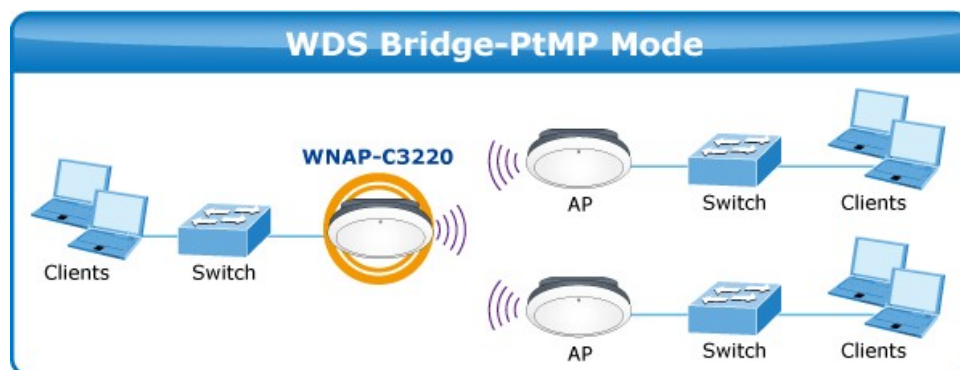 WDS Bridge-PtMP Mode
WNAP-C3220
AP
Switch
Clients
Clients
Switch
AP
Switch
Clients